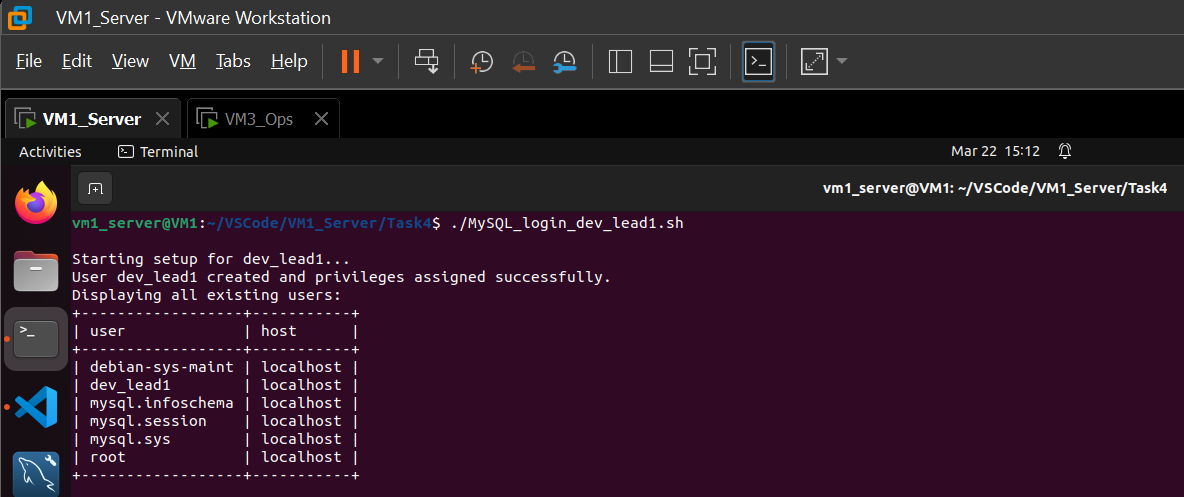 VM1_Server - VMware Workstation
File Edit View VM Tabs Help
VM1_Server VM3_Ops
Activities Terminal Mar 22 15:12
vm1_server@VM1: ~/VSCode/VM1_Server/Task4
vm1_server@VM1:~/VSCode/VM1_Server/Task4$ ./MySQL_login_dev_lead1.sh
Starting setup for dev_lead1...
User dev_lead1 created and privileges assigned successfully.
Displaying all existing users:
+------------------+-----------+
| user             | host      |
+------------------+-----------+
| debian-sys-maint | localhost |
| dev_lead1        | localhost |
| mysql.infoschema | localhost |
| mysql.session    | localhost |
| mysql.sys        | localhost |
| root             | localhost |
+------------------+-----------+